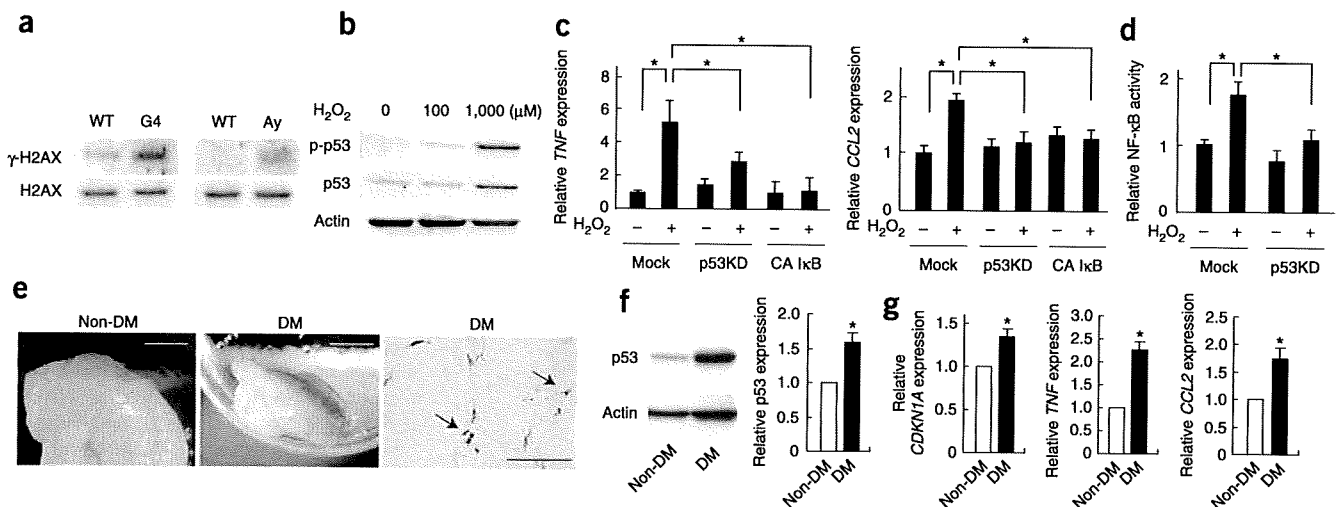 a
WT G4 WT Ay
γ-H2AX
H2AX
b
H2O2 0 100 1,000 (μM)
p-p53
p53
Actin
c
Relative TNF expression
8
6
4
2
0
* * *
H2O2 – + – + – +
Mock p53KD CA IκB
Relative CCL2 expression
3
2
1
0
* * *
H2O2 – + – + – +
Mock p53KD CA IκB
d
Relative NF-κB activity
2
1
0
* *
H2O2 – + – +
Mock p53KD
e
Non-DM DM DM
f
p53
Actin
Non-DM DM
Relative p53 expression
2.0
1.5
1.0
0.5
0
*
Non-DM DM
g
Relative
CDKN1A expression
1.5
1.0
0.5
0
*
Non-DM DM
Relative TNF expression
3.0
2.5
2.0
1.5
1.0
0.5
0
*
Non-DM DM
Relative CCL2 expression
2.5
2.0
1.5
1.0
0.5
0
*
Non-DM DM